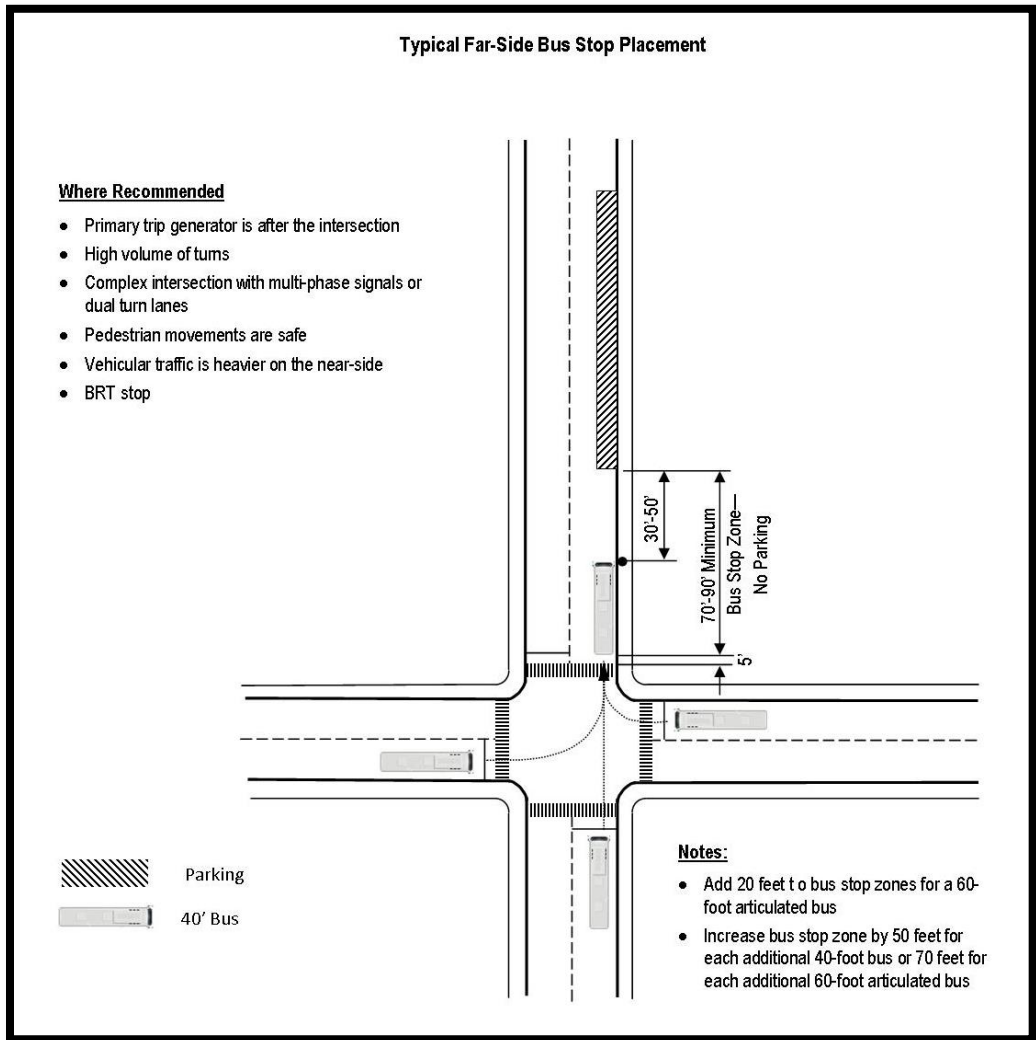 Typical Far-Side Bus Stop Placement
Where Recommended
● Primary trip generator is after the intersection
● High volume of turns
● Complex intersection with multi-phase signals or
dual turn lanes
● Pedestrian movements are safe
● Vehicular traffic is heavier on the near-side
● BRT stop
30'-50'
70'-90' Minimum
Bus Stop Zone—
No Parking
5'
Parking
40' Bus
Notes:
● Add 20 feet t o bus stop zones for a 60-
foot articulated bus
● Increase bus stop zone by 50 feet for
each additional 40-foot bus or 70 feet for
each additional 60-foot articulated bus